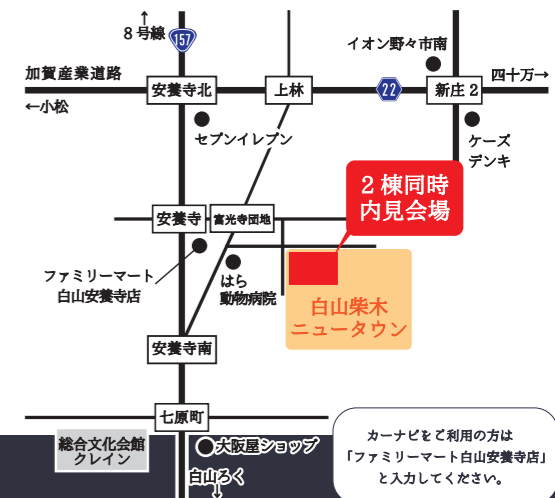 ↑
8号線
157
イオン野々市南
加賀産業道路
四十万→
安養寺北
上林
22
新庄2
←小松
セブンイレブン
ケーズ
デンキ
2棟同時
内見会場
安養寺
富光寺団地
ファミリーマート
白山安養寺店
はら
動物病院
白山柴木
ニュータウン
安養寺南
七原町
総合文化会館
クレイン
大阪屋ショップ
白山ろく
↓
カーナビをご利用の方は
「ファミリーマート白山安養寺店」
と入力してください。